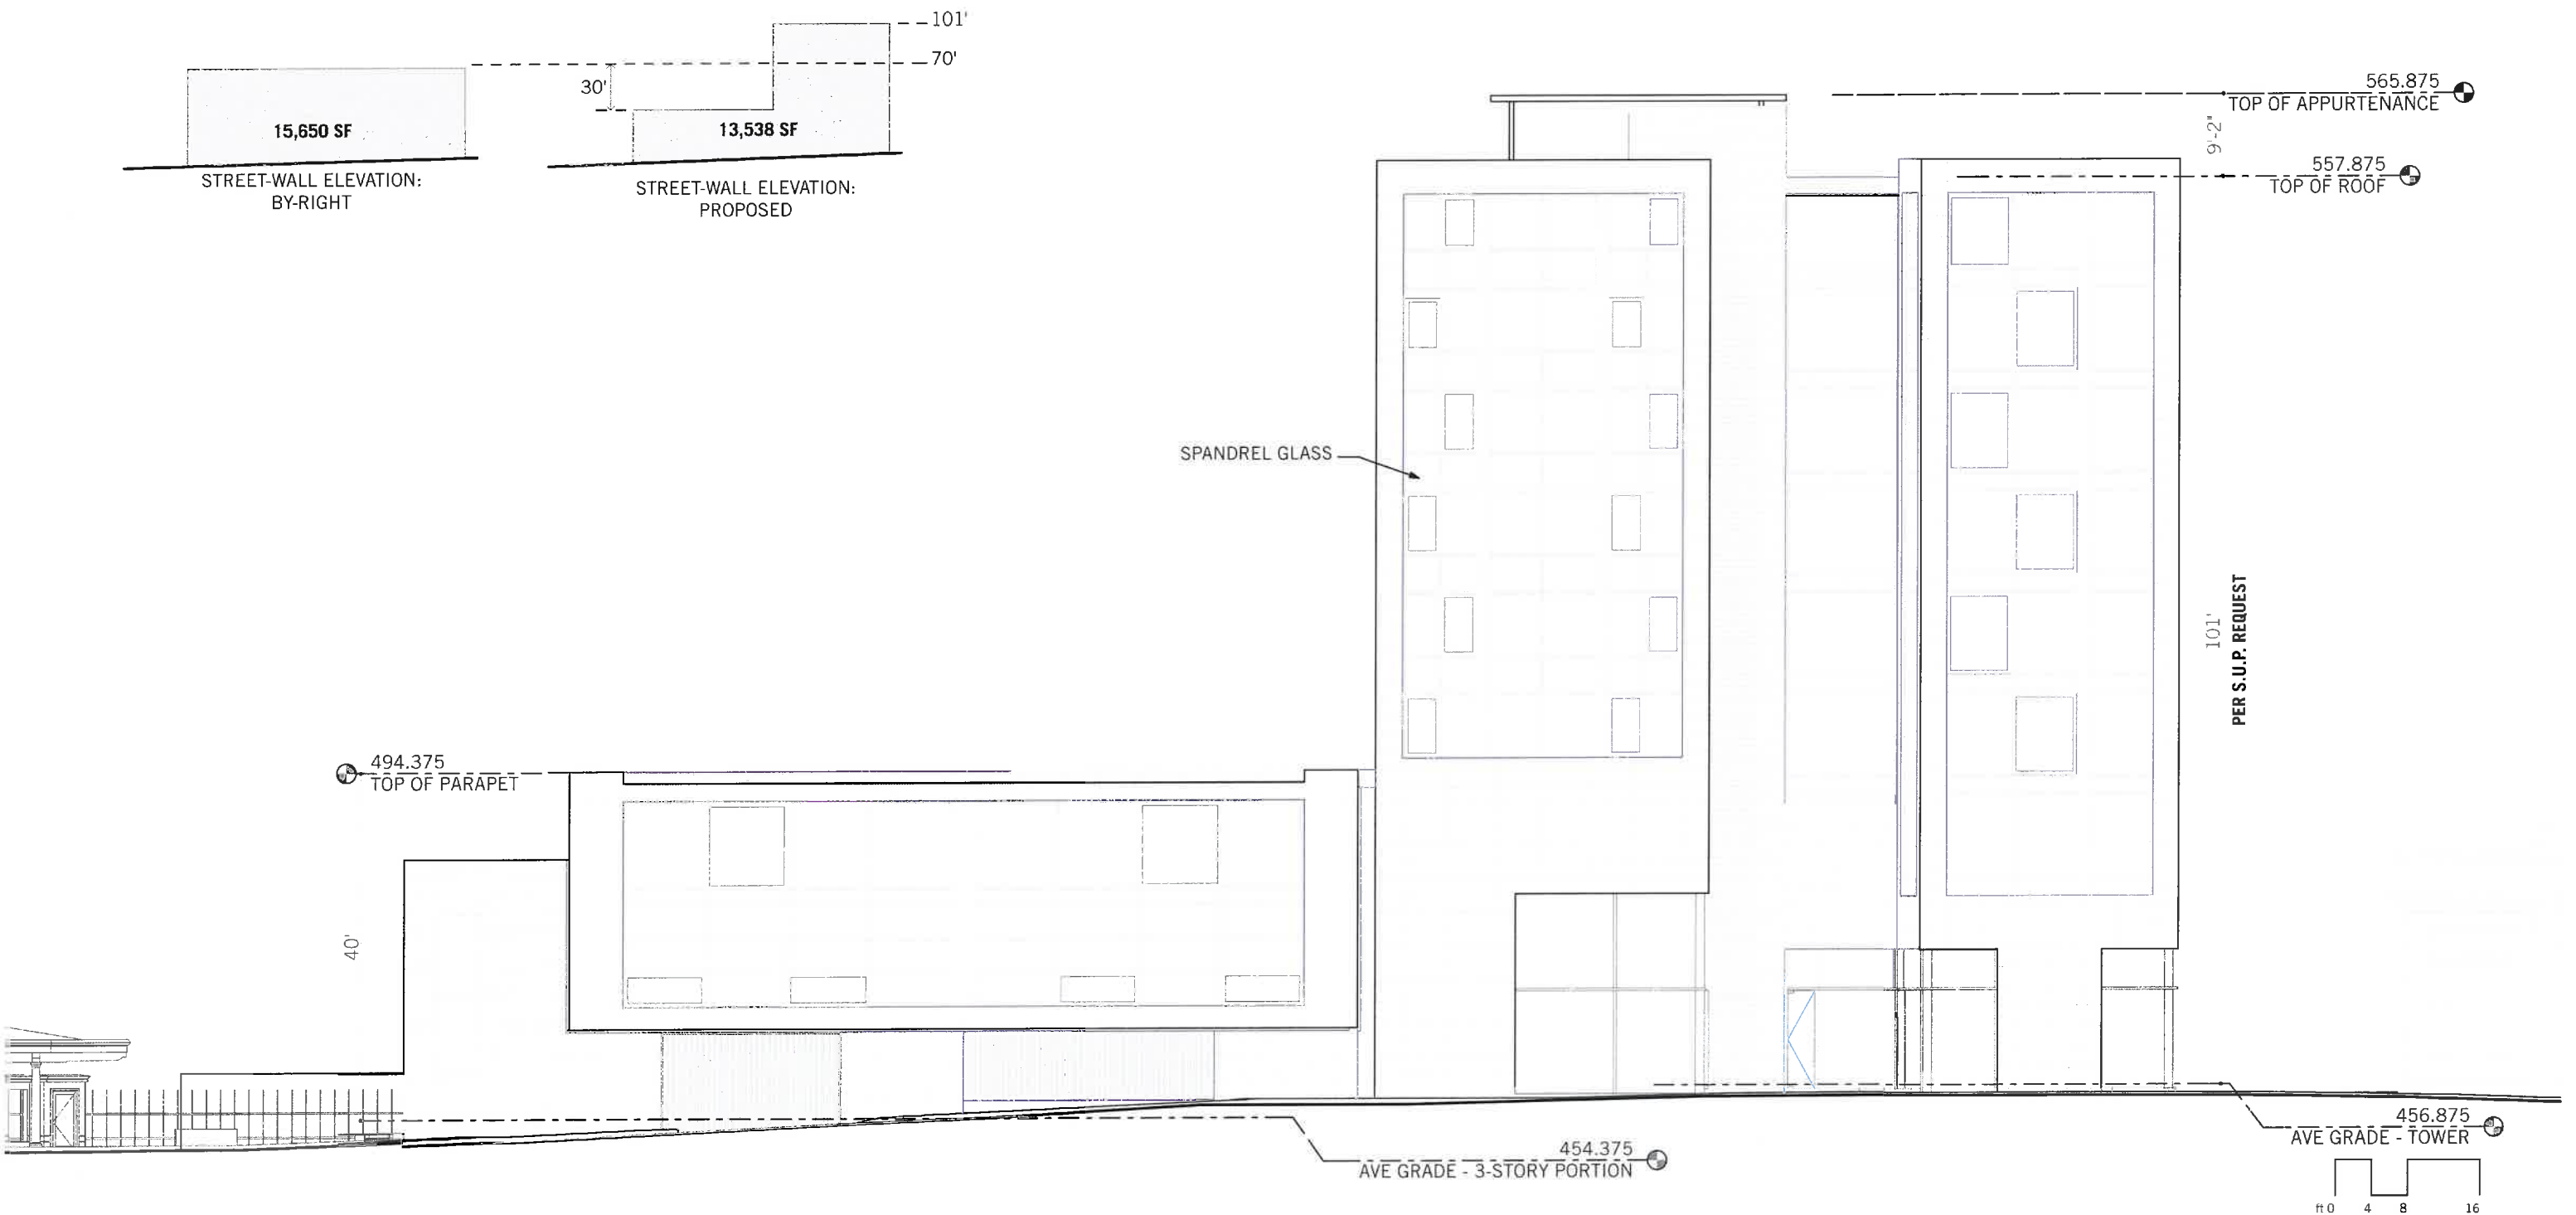 101'
70'
30'
15,650 SF
13,538 SF
STREET-WALL ELEVATION:
BY-RIGHT
STREET-WALL ELEVATION:
PROPOSED
565.875
TOP OF APPURTENANCE
9'-2"
557.875
TOP OF ROOF
SPANDREL GLASS
101'
PER S.U.P. REQUEST
494.375
TOP OF PARAPET
40'
456.875
AVE GRADE - TOWER
454.375
AVE GRADE - 3-STORY PORTION
ft 0 4 8 16